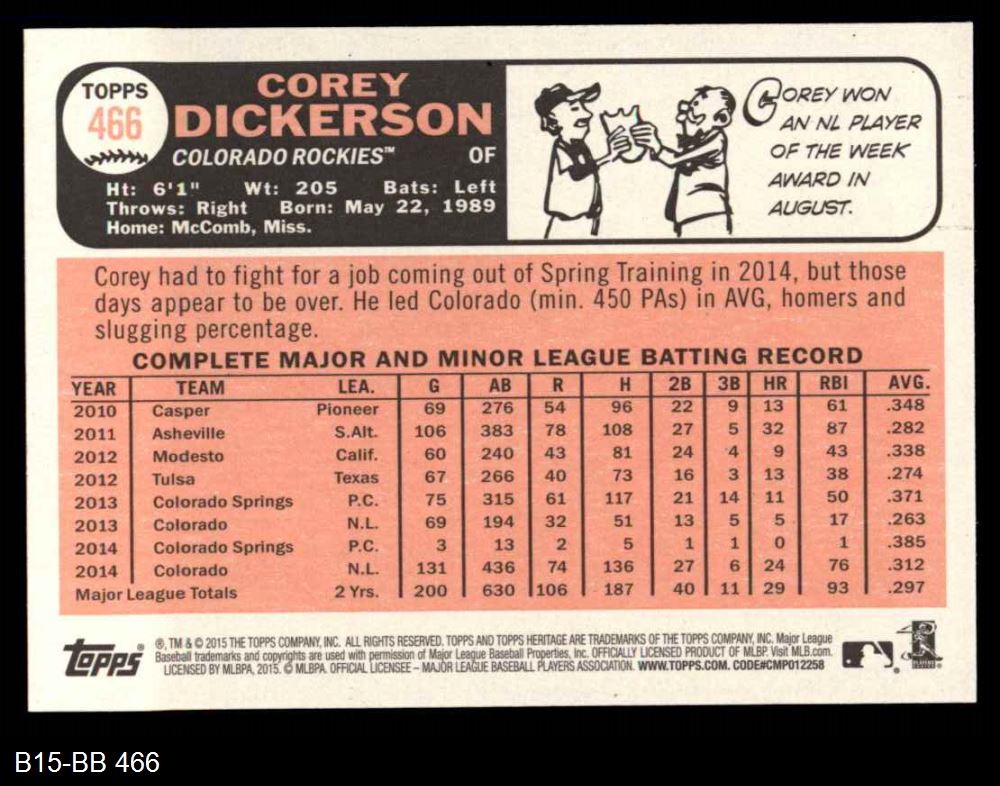 TOPPS
466
COREY
DICKERSON
COLORADO ROCKIES™ OF
Ht: 6'1" Wt: 205 Bats: Left
Throws: Right Born: May 22, 1989
Home: McComb, Miss.
COREY WON
AN NL PLAYER
OF THE WEEK
AWARD IN
AUGUST.
Corey had to fight for a job coming out of Spring Training in 2014, but those
days appear to be over. He led Colorado (min. 450 PAs) in AVG, homers and
slugging percentage.
COMPLETE MAJOR AND MINOR LEAGUE BATTING RECORD
YEAR TEAM LEA. G AB R H 2B 3B HR RBI AVG.
2010 Casper Pioneer 69 276 54 96 22 9 13 61 .348
2011 Asheville S.Alt. 106 383 78 108 27 5 32 87 .282
2012 Modesto Calif. 60 240 43 81 24 4 9 43 .338
2012 Tulsa Texas 67 266 40 73 16 3 13 38 .274
2013 Colorado Springs P.C. 75 315 61 117 21 14 11 50 .371
2013 Colorado N.L. 69 194 32 51 13 5 5 17 .263
2014 Colorado Springs P.C. 3 13 2 5 1 1 0 1 .385
2014 Colorado N.L. 131 436 74 136 27 6 24 76 .312
Major League Totals 2 Yrs. 200 630 106 187 40 11 29 93 .297
topps
®, TM & © 2015 THE TOPPS COMPANY, INC. ALL RIGHTS RESERVED. TOPPS AND TOPPS HERITAGE ARE TRADEMARKS OF THE TOPPS COMPANY, INC. Major League
Baseball trademarks and copyrights are used with permission of Major League Baseball Properties, Inc. OFFICIALLY LICENSED PRODUCT OF MLBP. Visit MLB.com.
LICENSED BY MLBPA, 2015. © MLBPA. OFFICIAL LICENSEE – MAJOR LEAGUE BASEBALL PLAYERS ASSOCIATION. WWW.TOPPS.COM. CODE#CMP012258
B15-BB 466